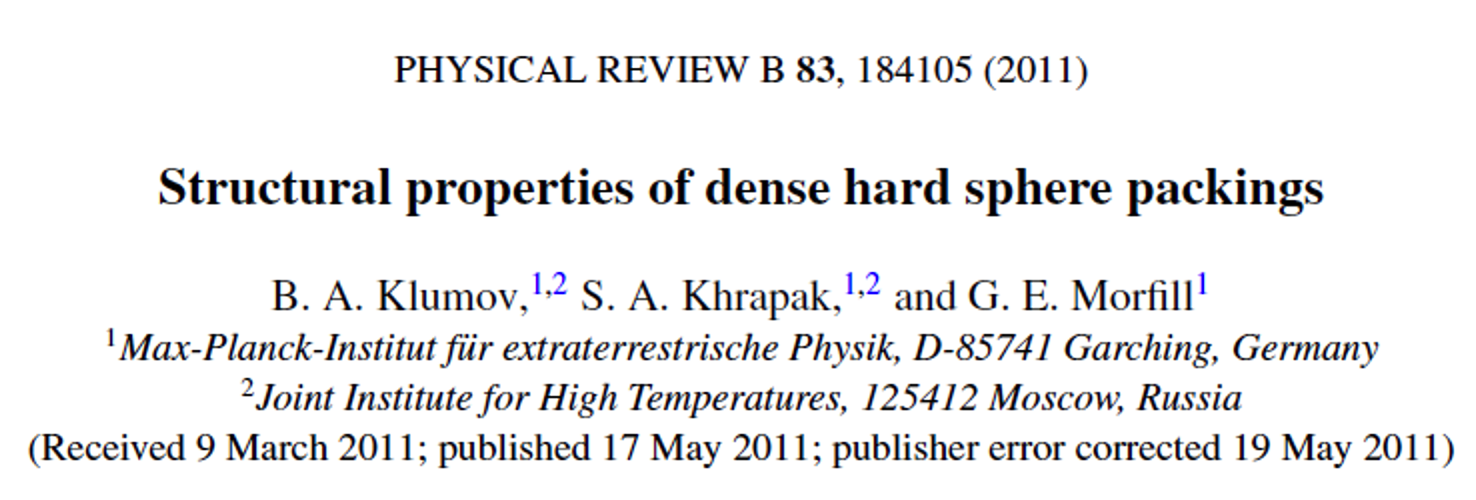 PHYSICAL REVIEW B 83, 184105 (2011)
Structural properties of dense hard sphere packings
B. A. Klumov,1,2 S. A. Khrapak,1,2 and G. E. Morfill1
1Max-Planck-Institut für extraterrestrische Physik, D-85741 Garching, Germany
2Joint Institute for High Temperatures, 125412 Moscow, Russia
(Received 9 March 2011; published 17 May 2011; publisher error corrected 19 May 2011)